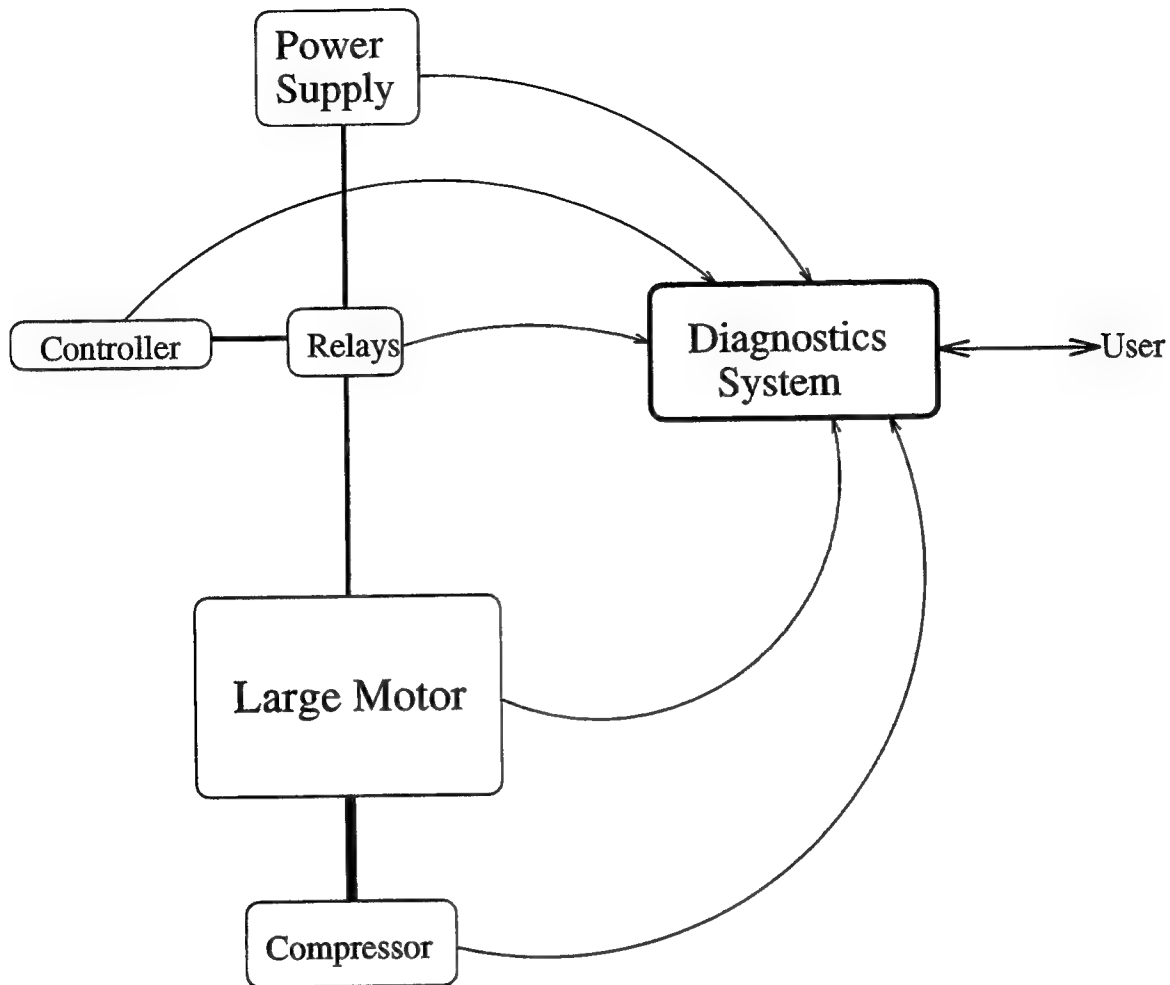 Power
Supply
Controller
Relays
Diagnostics
System
User
Large Motor
Compressor